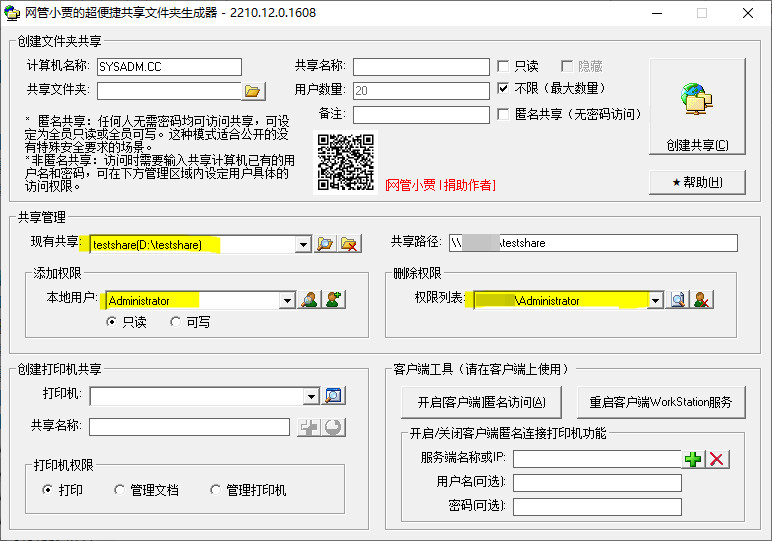 网管小贾的超便捷共享文件夹生成器 - 2210.12.0.1608
创建文件夹共享
计算机名称: SYSADM.CC
共享名称:
只读
隐藏
共享文件夹:
用户数量: 20
不限（最大数量）
备注:
匿名共享（无密码访问）
创建共享(C)
* 匿名共享：任何人无需密码均可访问共享，可设
定为全员只读或全员可写。这种模式适合公开的没
有特殊安全要求的场景。
*非匿名共享：访问时需要输入共享计算机已有的用
户名和密码，可在下方管理区域内设定用户具体的
访问权限。
[网管小贾 | 捐助作者]
★帮助(H)
共享管理
现有共享: testshare(D:\testshare)
共享路径: \\ \testshare
添加权限
本地用户: Administrator
只读
可写
删除权限
权限列表: \Administrator
创建打印机共享
打印机:
共享名称:
打印机权限
打印
管理文档
管理打印机
客户端工具（请在客户端上使用）
开启[客户端]匿名访问(A)
重启客户端WorkStation服务
开启/关闭客户端匿名连接打印机功能
服务端名称或IP:
用户名(可选):
密码(可选):